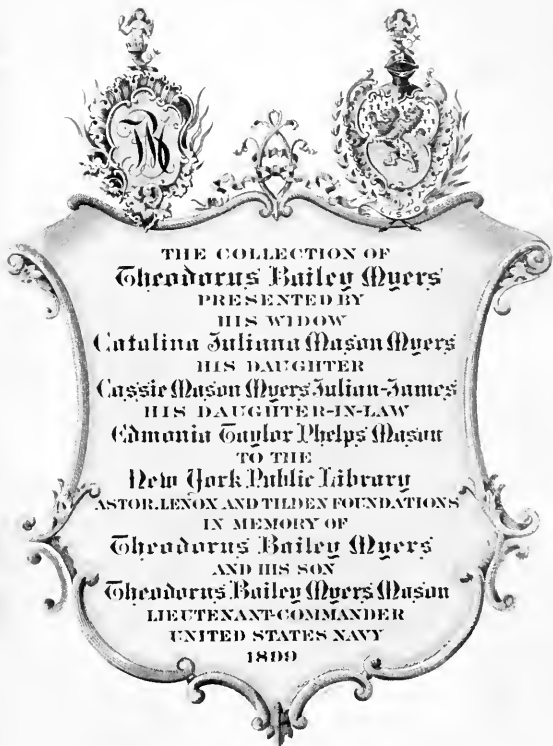 THE COLLECTION OF
Theodorus Bailey Myers
PRESENTED BY
HIS WIDOW
Catalina Juliana Mason Myers
HIS DAUGHTER
Cassie Mason Myers Julian-James
HIS DAUGHTER-IN-LAW
Edmonia Taylor Phelps Mason
TO THE
New York Public Library
ASTOR, LENOX AND TILDEN FOUNDATIONS
IN MEMORY OF
Theodorus Bailey Myers
AND HIS SON
Theodorus Bailey Myers Mason
LIEUTENANT-COMMANDER
UNITED STATES NAVY
1899